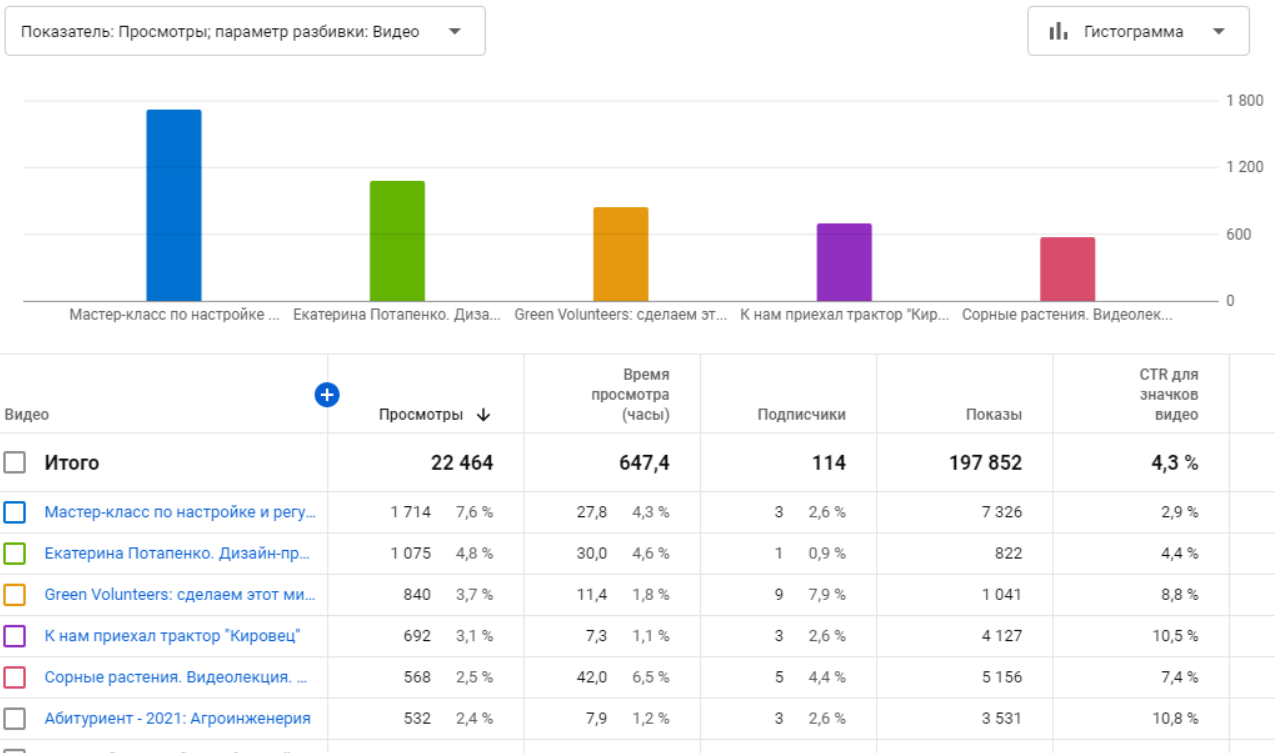 Показатель: Просмотры; параметр разбивки: Видео
Гистограмма
1 800
1 200
600
0
Мастер-класс по настройке ... Екатерина Потапенко. Диза... Green Volunteers: сделаем эт... К нам приехал трактор "Кир... Сорные растения. Видеолек...
Видео Просмотры Время просмотра (часы) Подписчики Показы CTR для значков видео
Итого 22 464 647,4 114 197 852 4,3 %
Мастер-класс по настройке и регу... 1 714 7,6 % 27,8 4,3 % 3 2,6 % 7 326 2,9 %
Екатерина Потапенко. Дизайн-пр... 1 075 4,8 % 30,0 4,6 % 1 0,9 % 822 4,4 %
Green Volunteers: сделаем этот ми... 840 3,7 % 11,4 1,8 % 9 7,9 % 1 041 8,8 %
К нам приехал трактор "Кировец" 692 3,1 % 7,3 1,1 % 3 2,6 % 4 127 10,5 %
Сорные растения. Видеолекция. ... 568 2,5 % 42,0 6,5 % 5 4,4 % 5 156 7,4 %
Абитуриент - 2021: Агроинженерия 532 2,4 % 7,9 1,2 % 3 2,6 % 3 531 10,8 %